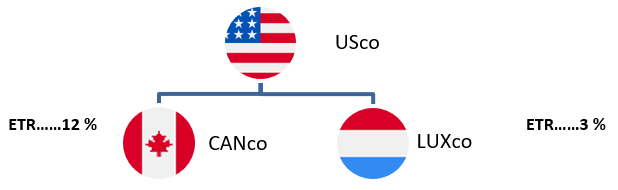 USco
ETR......12 %
CANco
LUXco
ETR......3 %